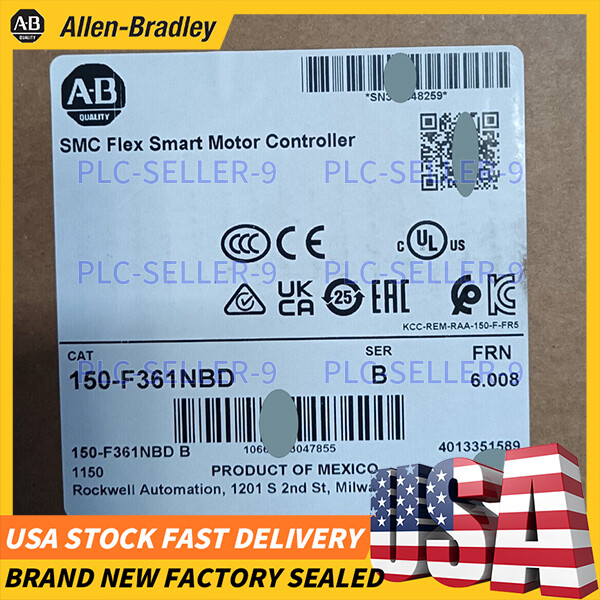 A-B Allen-Bradley
A-B
QUALITY
SMC Flex Smart Motor Controller
PLC-SELLER-9 PLC-SELLER-9
CCC CE
C UL US
PLC-SELLER-9 PLC-SELLER-9
UK
CA
25
EAC
KCC-REM-RAA-150-F-FR5
CAT
SER
FRN
150-F361NBD
B
6.008
PLC-SELLER-9 PLC-SELLER-9
150-F361NBD B
4013351589
1150
PRODUCT OF MEXICO
Rockwell Automation, 1201 S 2nd St,
USA
USA STOCK FAST DELIVERY
BRAND NEW FACTORY SEALED